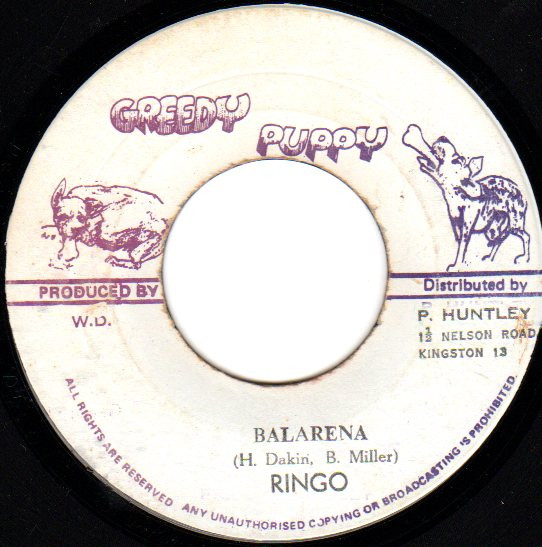 GREEDY
PUPPY
PRODUCED BY
W.D.
Distributed by
P. HUNTLEY
1½ NELSON ROAD
KINGSTON 13
BALARENA
(H. Dakin, B. Miller)
RINGO
ALL RIGHTS ARE RESERVED ANY UNAUTHORISED COPYING OR BROADCASTING IS PROHIBITED.